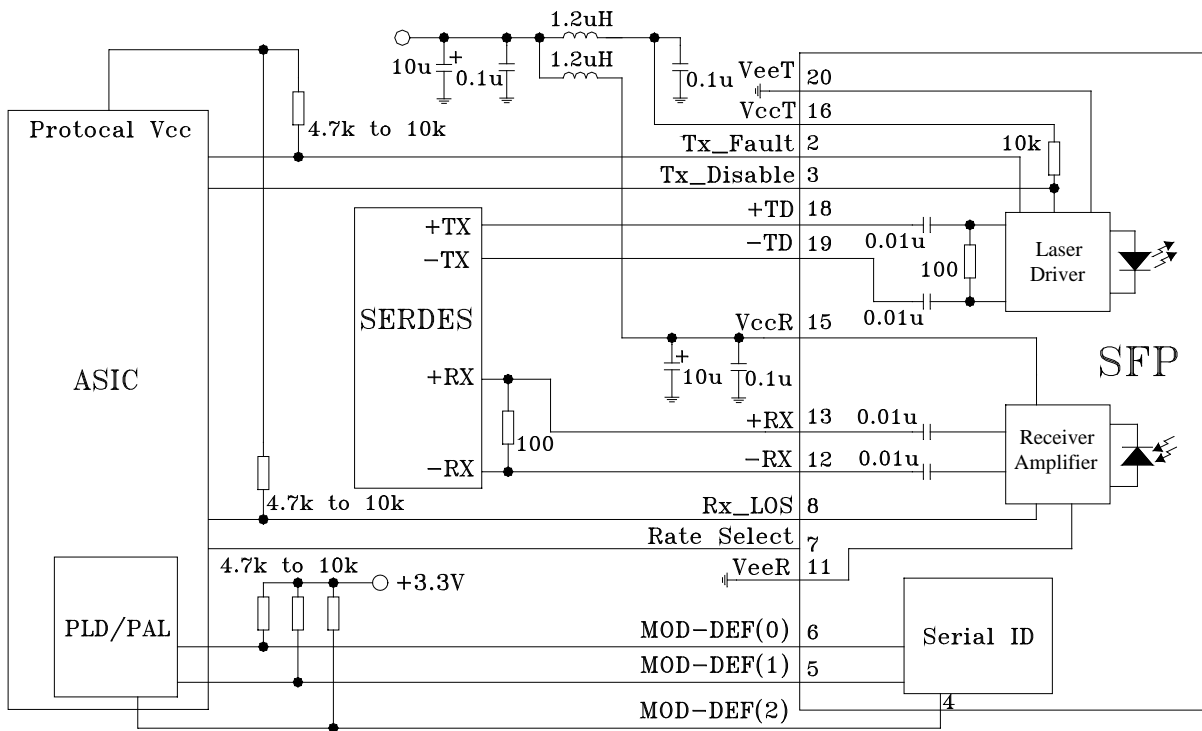 1.2uH
1.2uH
10u
+
0.1u
0.1u
VeeT 20
VccT 16
Protocal Vcc
4.7k to 10k
Tx_Fault 2
10k
Tx_Disable 3
+TD 18
+TX
0.01u
-TD 19
-TX
100
Laser
Driver
0.01u
SERDES
VccR 15
SFP
ASIC
+
10u
0.1u
+RX
+RX 13 0.01u
100
Receiver
Amplifier
-RX
-RX 12 0.01u
4.7k to 10k
Rx_LOS 8
Rate Select 7
4.7k to 10k
VeeR 11
+3.3V
PLD/PAL
MOD-DEF(0) 6
Serial ID
MOD-DEF(1) 5
MOD-DEF(2) 4